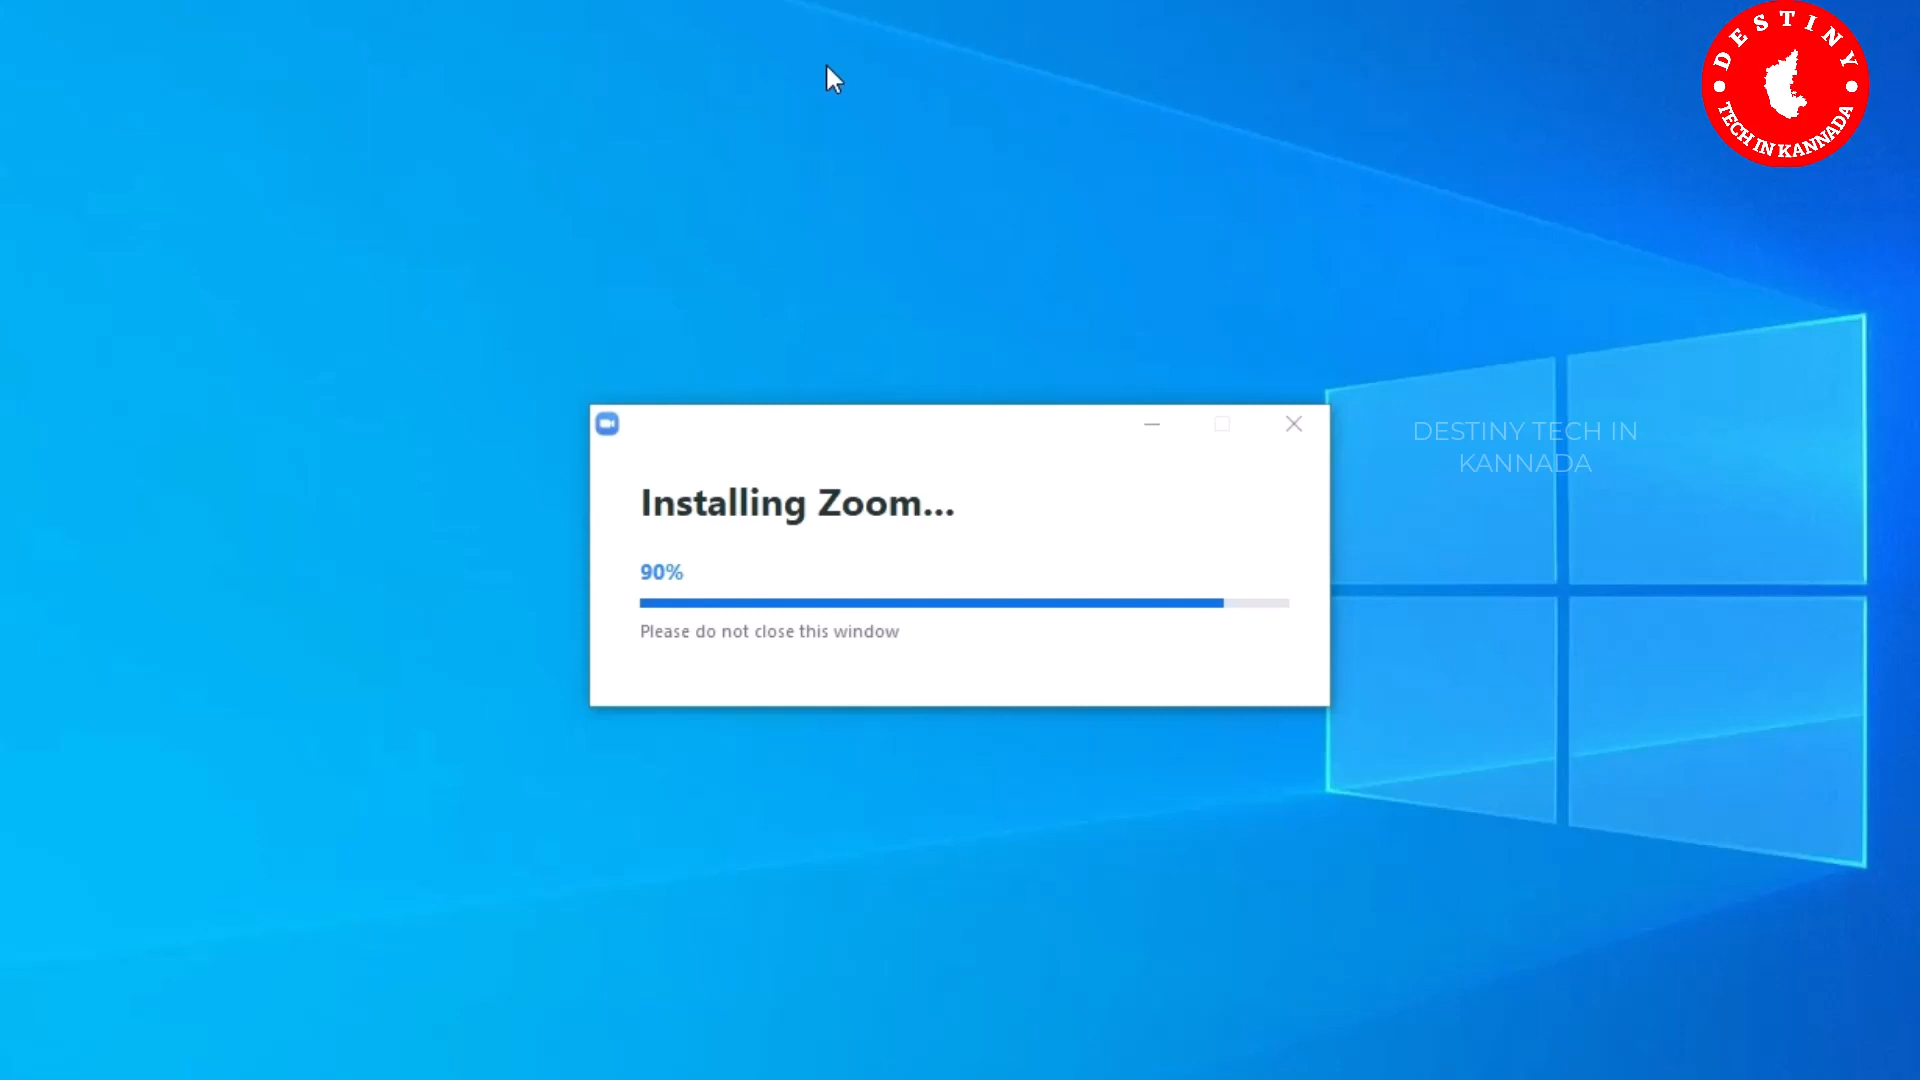 DESTINY
TECH IN KANNADA
DESTINY TECH IN
KANNADA
Installing Zoom...
90%
Please do not close this window